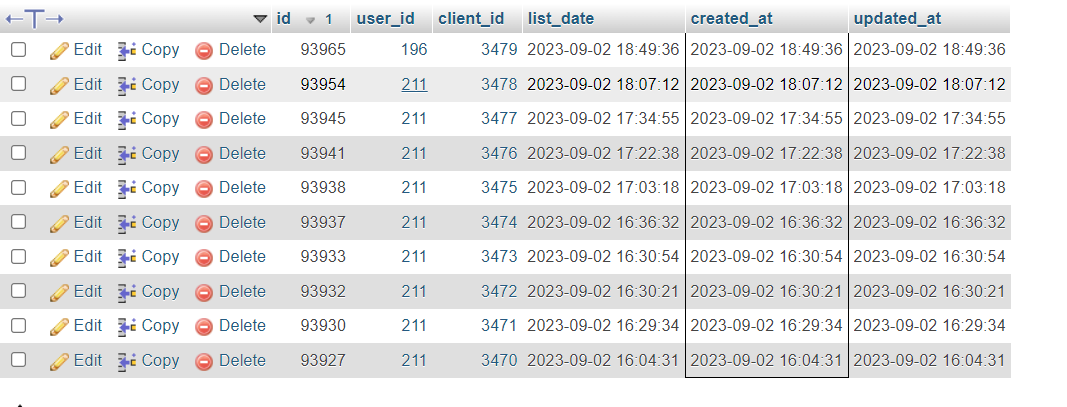 id 1 user_id client_id list_date created_at updated_at
Edit Copy Delete 93965 196 3479 2023-09-02 18:49:36 2023-09-02 18:49:36 2023-09-02 18:49:36
Edit Copy Delete 93954 211 3478 2023-09-02 18:07:12 2023-09-02 18:07:12 2023-09-02 18:07:12
Edit Copy Delete 93945 211 3477 2023-09-02 17:34:55 2023-09-02 17:34:55 2023-09-02 17:34:55
Edit Copy Delete 93941 211 3476 2023-09-02 17:22:38 2023-09-02 17:22:38 2023-09-02 17:22:38
Edit Copy Delete 93938 211 3475 2023-09-02 17:03:18 2023-09-02 17:03:18 2023-09-02 17:03:18
Edit Copy Delete 93937 211 3474 2023-09-02 16:36:32 2023-09-02 16:36:32 2023-09-02 16:36:32
Edit Copy Delete 93933 211 3473 2023-09-02 16:30:54 2023-09-02 16:30:54 2023-09-02 16:30:54
Edit Copy Delete 93932 211 3472 2023-09-02 16:30:21 2023-09-02 16:30:21 2023-09-02 16:30:21
Edit Copy Delete 93930 211 3471 2023-09-02 16:29:34 2023-09-02 16:29:34 2023-09-02 16:29:34
Edit Copy Delete 93927 211 3470 2023-09-02 16:04:31 2023-09-02 16:04:31 2023-09-02 16:04:31